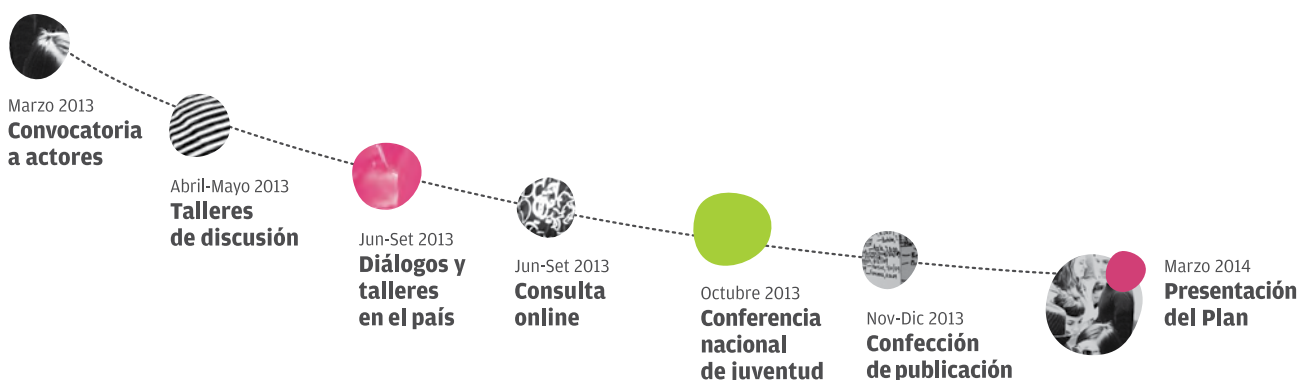 Marzo 2013
Convocatoria
a actores
Abril-Mayo 2013
Talleres
de discusión
Jun-Set 2013
Diálogos y
talleres
en el país
Jun-Set 2013
Consulta
online
Octubre 2013
Conferencia
nacional
de juventud
Nov-Dic 2013
Confección
de publicación
Marzo 2014
Presentación
del Plan